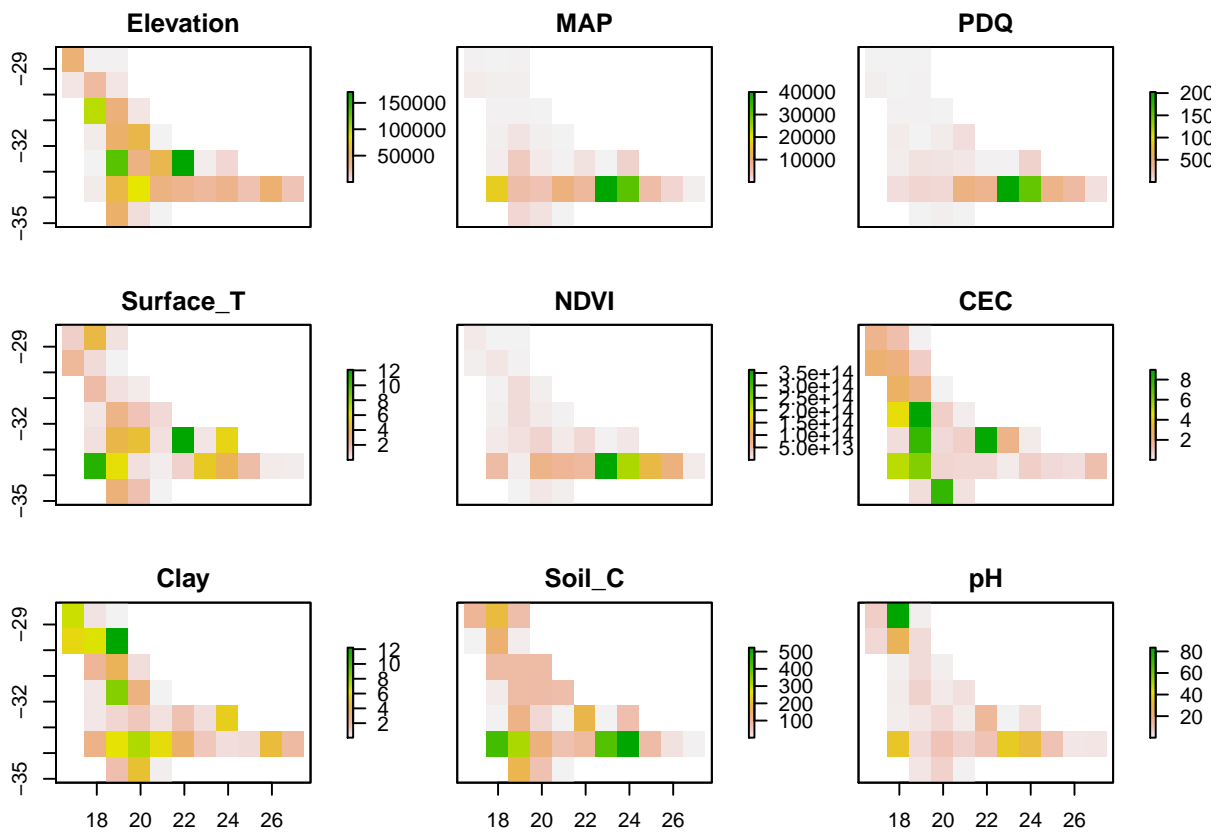 Elevation
-29
-32
-35
150000
100000
50000
MAP
40000
30000
20000
10000
PDQ
200
150
100
500
Surface_T
-29
-32
-35
12
10
8
6
4
2
NDVI
3.5e+14
3.0e+14
2.5e+14
2.0e+14
1.5e+14
1.0e+14
5.0e+13
CEC
8
6
4
2
Clay
-29
-32
-35
18 20 22 24 26
12
10
8
6
4
2
Soil_C
18 20 22 24 26
500
400
300
200
100
pH
18 20 22 24 26
80
60
40
20